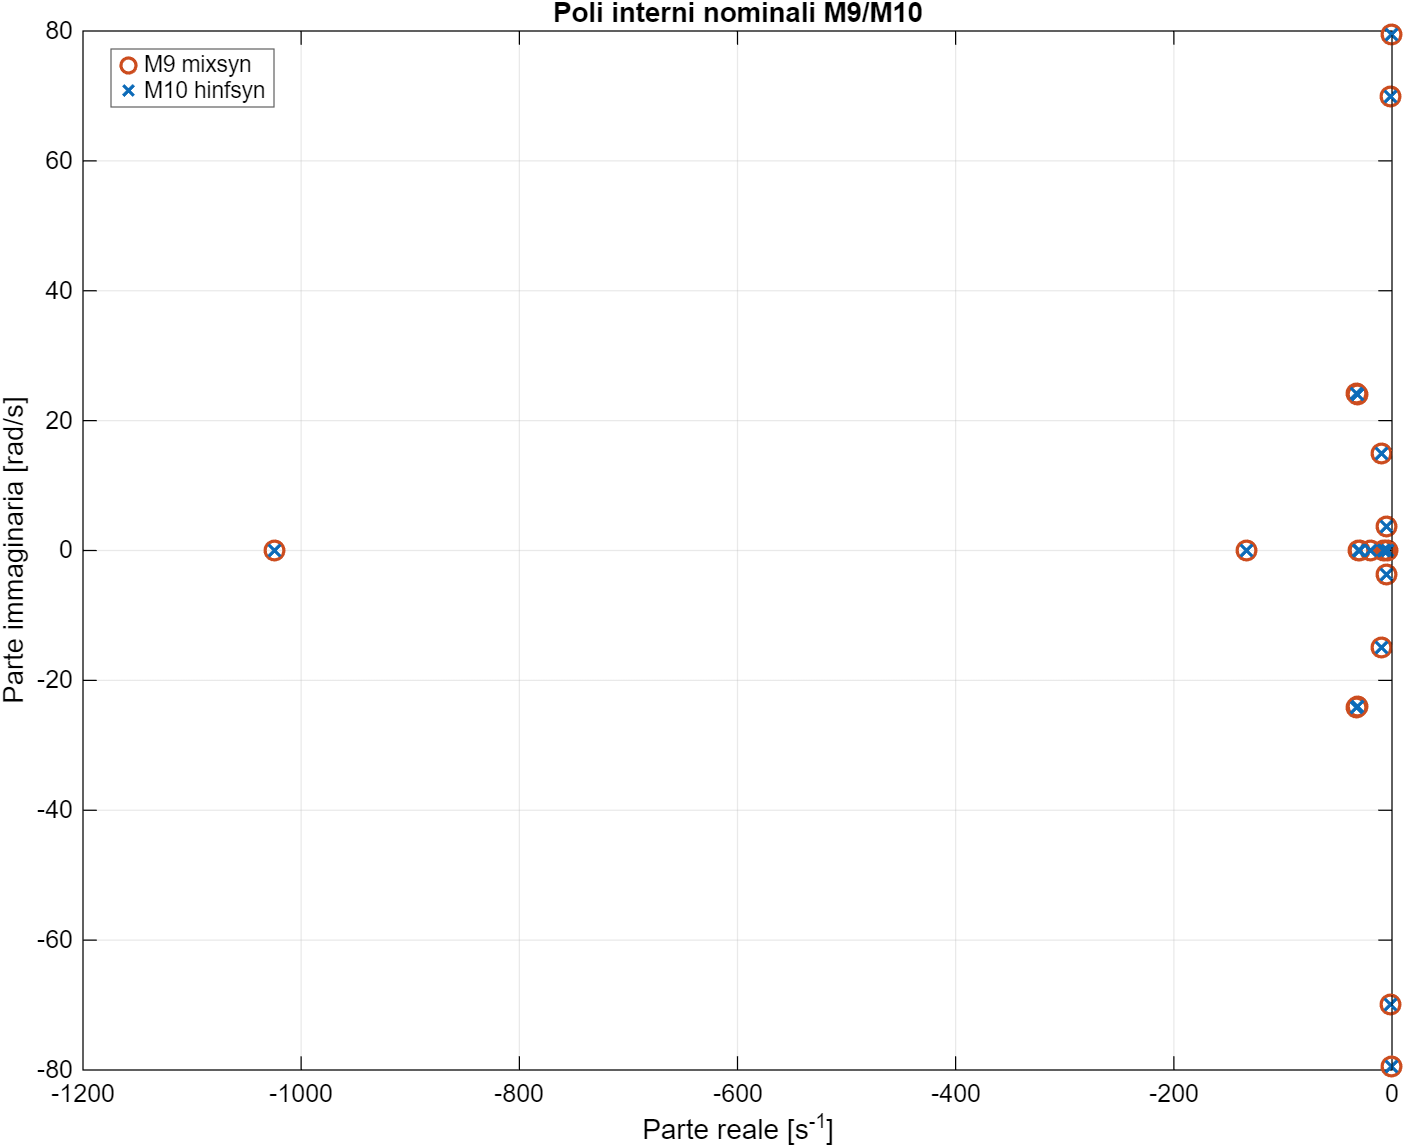 Poli interni nominali M9/M10
M9 mixsyn
M10 hinfsyn
80
60
40
20
0
-20
-40
-60
-80
Parte immaginaria [rad/s]
-1200 -1000 -800 -600 -400 -200 0
Parte reale [s-1]